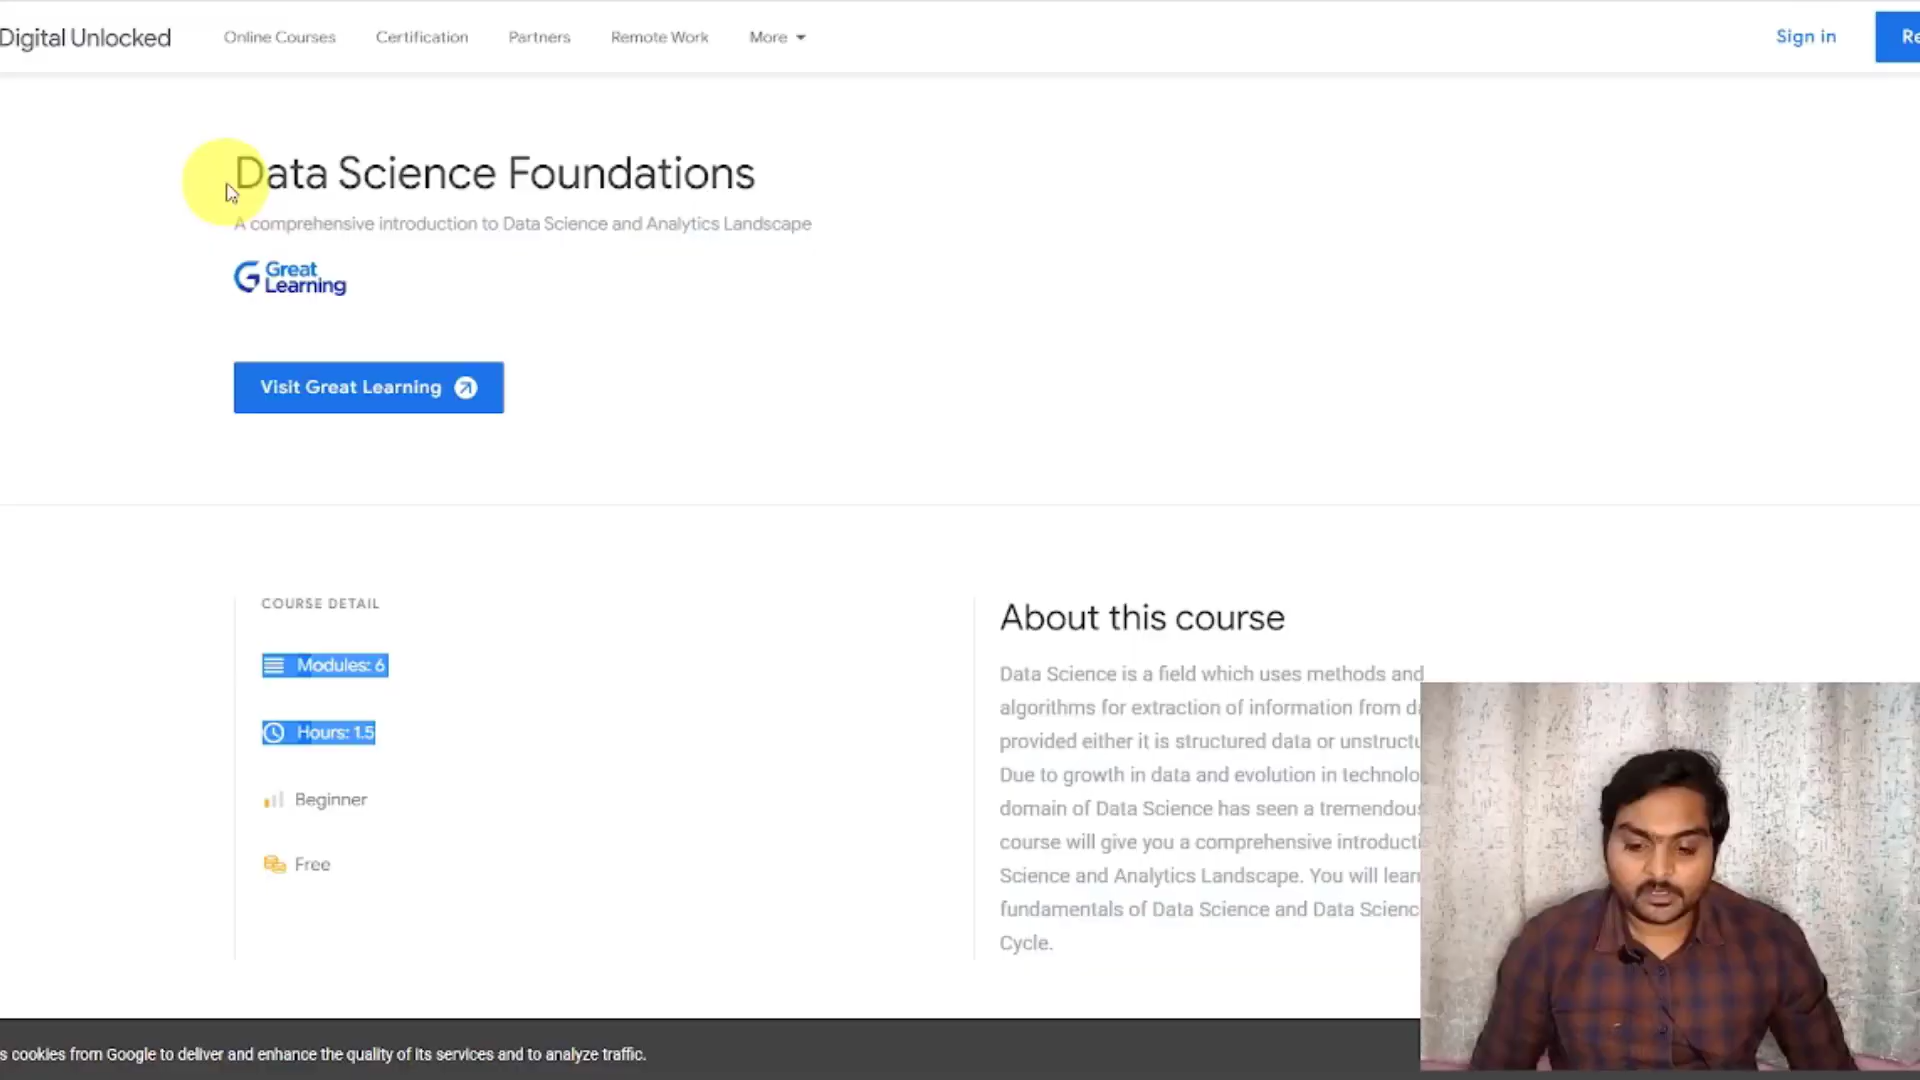 Digital Unlocked
Online Courses
Certification
Partners
Remote Work
More
Sign in
Data Science Foundations
A comprehensive introduction to Data Science and Analytics Landscape
Great
Learning
Visit Great Learning
COURSE DETAIL
Modules: 6
Hours: 1.5
Beginner
Free
About this course
Data Science is a field which uses methods and
algorithms for extraction of information from
provided either it is structured data or
Due to growth in data and evolution in
domain of Data Science has seen a tremendous
course will give you a comprehensive
Science and Analytics Landscape. You will learn
fundamentals of Data Science and Data
Cycle.
cookies from Google to deliver and enhance the quality of its services and to analyze traffic.